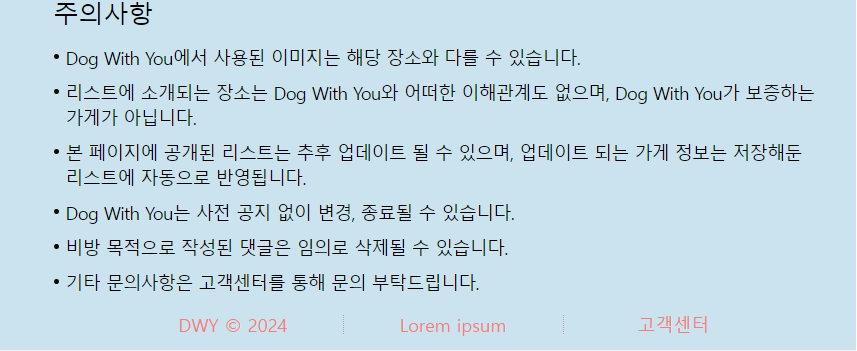 주의사항
• Dog With You에서 사용된 이미지는 해당 장소와 다를 수 있습니다.
• 리스트에 소개되는 장소는 Dog With You와 어떠한 이해관계도 없으며, Dog With You가 보증하는
가게가 아닙니다.
• 본 페이지에 공개된 리스트는 추후 업데이트 될 수 있으며, 업데이트 되는 가게 정보는 저장해둔
리스트에 자동으로 반영됩니다.
• Dog With You는 사전 공지 없이 변경, 종료될 수 있습니다.
• 비방 목적으로 작성된 댓글은 임의로 삭제될 수 있습니다.
• 기타 문의사항은 고객센터를 통해 문의 부탁드립니다.
DWY © 2024 Lorem ipsum 고객센터